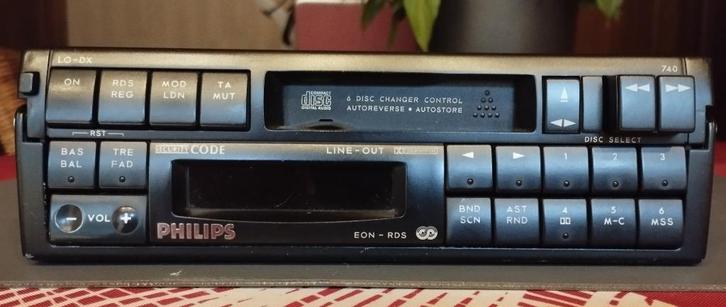 LO-DX
740
ON
RDS
REG
MOD
LDN
TA
MUT
COMPACT
disc
DIGITAL AUDIO
6 DISC CHANGER CONTROL
AUTOREVERSE • AUTOSTORE
RST
DISC SELECT
BAS
BAL
TRE
FAD
SECURITY CODE
LINE-OUT
1
2
3
- VOL +
PHILIPS
EON - RDS
BND
SCN
AST
RND
4
5
M-C
6
MSS